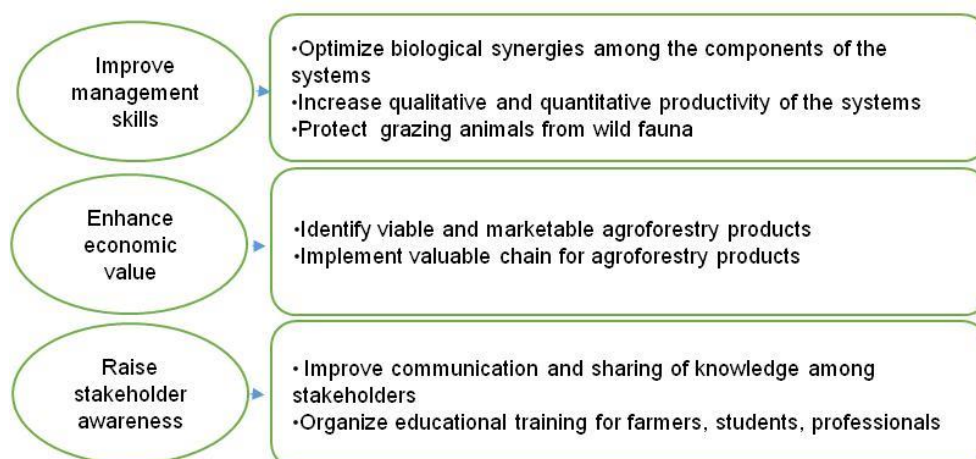 Improve
management
skills
•Optimize biological synergies among the components of the
systems
•Increase qualitative and quantitative productivity of the systems
•Protect grazing animals from wild fauna
Enhance
economic
value
•Identify viable and marketable agroforestry products
•Implement valuable chain for agroforestry products
Raise
stakeholder
awareness
• Improve communication and sharing of knowledge among
stakeholders
•Organize educational training for farmers, students, professionals